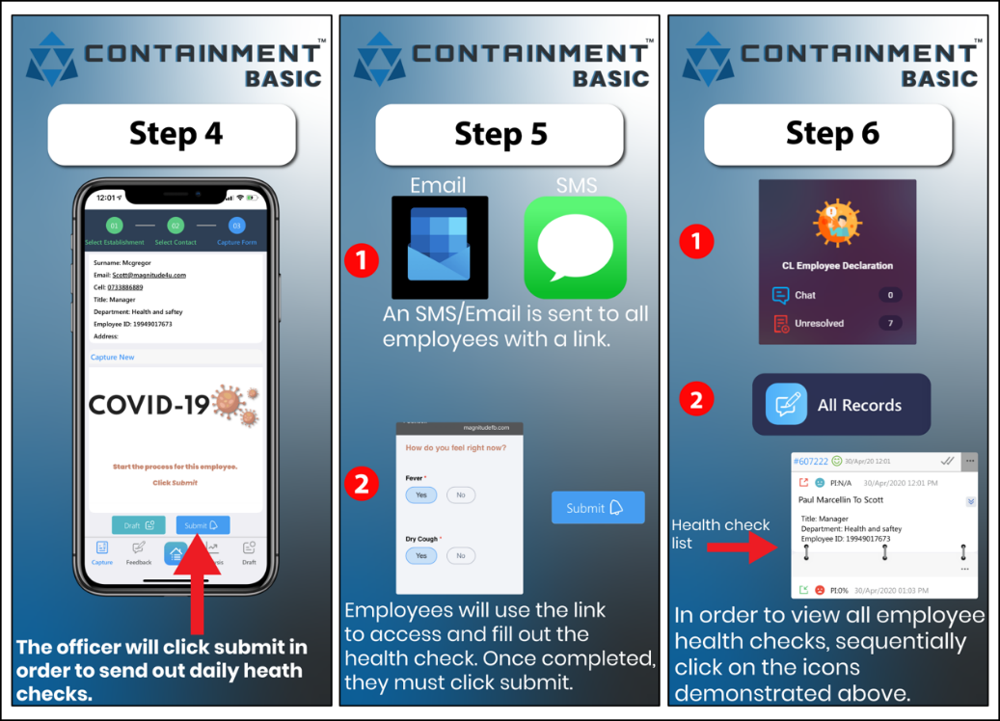 CONTAINMENT™
BASIC
Step 4
12:01
01
02
03
Select Establishment
Select Contact
Capture Form
Surname: Mcgregor
Email: Scott@magnitude4u.com
Cell: 0733886889
Title: Manager
Department: Health and saftey
Employee ID: 19949017673
Address:
Capture New
COVID-19
Start the process for this employee.
Click Submit
Draft
Submit
Capture
Feedback
Draft
The officer will click submit in
order to send out daily heath
checks.
CONTAINMENT™
BASIC
Step 5
Email
SMS
1
An SMS/Email is sent to all
employees with a link.
magnitudefb.com
How do you feel right now?
2
Fever *
Yes
No
Submit
Dry Cough *
Yes
No
Employees will use the link
to access and fill out the
health check. Once completed,
they must click submit.
CONTAINMENT™
BASIC
Step 6
1
CL Employee Declaration
Chat
0
Unresolved
7
2
All Records
#607222 30/Apr/20 12:01
PI:N/A 30/Apr/2020 12:01 PM
Paul Marcellin To Scott
Title: Manager
Department: Health and saftey
Employee ID: 19949017673
Health check
list
PI:0% 30/Apr/2020 01:03 PM
In order to view all employee
health checks, sequentially
click on the icons
demonstrated above.